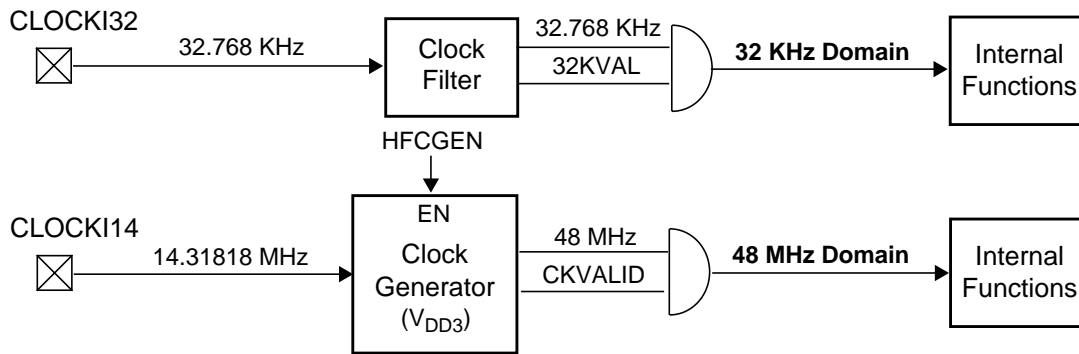 CLOCKI32
32.768 KHz
Clock
Filter
32.768 KHz
32KVAL
32 KHz Domain
Internal
Functions
HFCGEN
CLOCKI14
14.31818 MHz
EN
Clock
Generator
(VDD3)
48 MHz
CKVALID
48 MHz Domain
Internal
Functions